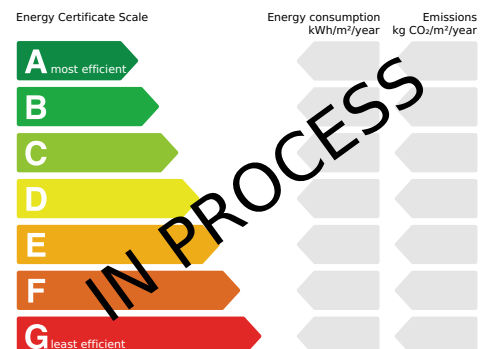 Energy Certificate Scale
Energy consumption
kWh/m²/year
Emissions
kg CO₂/m²/year
A most efficient
B
C
D
E
F
G least efficient
IN PROCESS